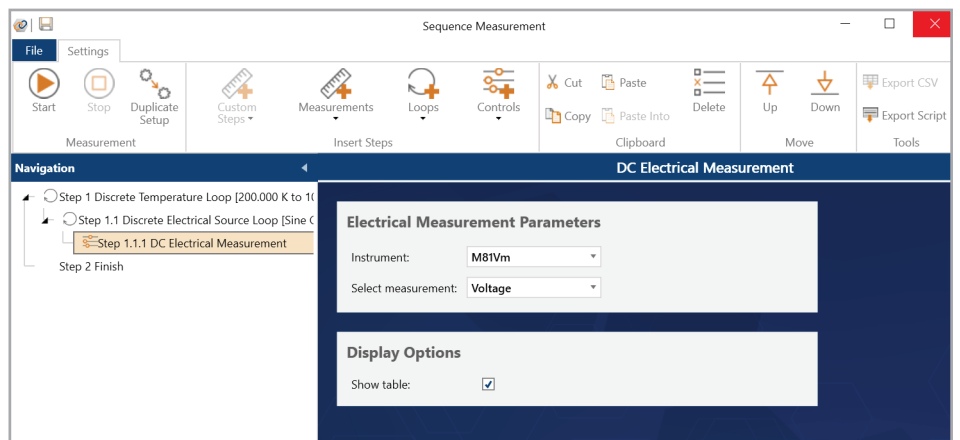 Sequence Measurement
File Settings
Start Stop Duplicate Setup Custom Steps Measurements Loops Controls Cut Paste Copy Paste Into Delete Up Down Export CSV Export Script
Measurement Insert Steps Clipboard Move Tools
Navigation
DC Electrical Measurement
Step 1 Discrete Temperature Loop [200.000 K to 10
Step 1.1 Discrete Electrical Source Loop [Sine C
Step 1.1.1 DC Electrical Measurement
Step 2 Finish
Electrical Measurement Parameters
Instrument: M81Vm
Select measurement: Voltage
Display Options
Show table: